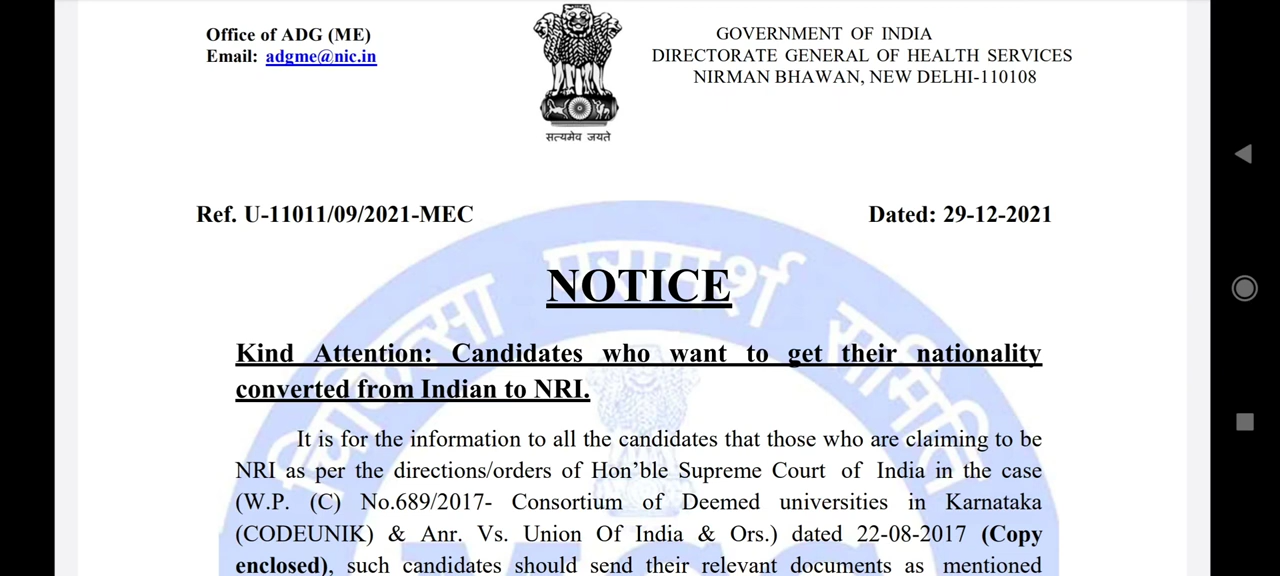 Office of ADG (ME)
Email: adgme@nic.in
सत्यमेव जयते
GOVERNMENT OF INDIA
DIRECTORATE GENERAL OF HEALTH SERVICES
NIRMAN BHAWAN, NEW DELHI-110108
Ref. U-11011/09/2021-MEC
Dated: 29-12-2021
चिकित्सा परामर्श समिति
NOTICE
Kind Attention: Candidates who want to get their nationality
converted from Indian to NRI.
It is for the information to all the candidates that those who are claiming to be
NRI as per the directions/orders of Hon’ble Supreme Court of India in the case
(W.P. (C) No.689/2017- Consortium of Deemed universities in Karnataka
(CODEUNIK) & Anr. Vs. Union Of India & Ors.) dated 22-08-2017 (Copy
enclosed), such candidates should send their relevant documents as mentioned